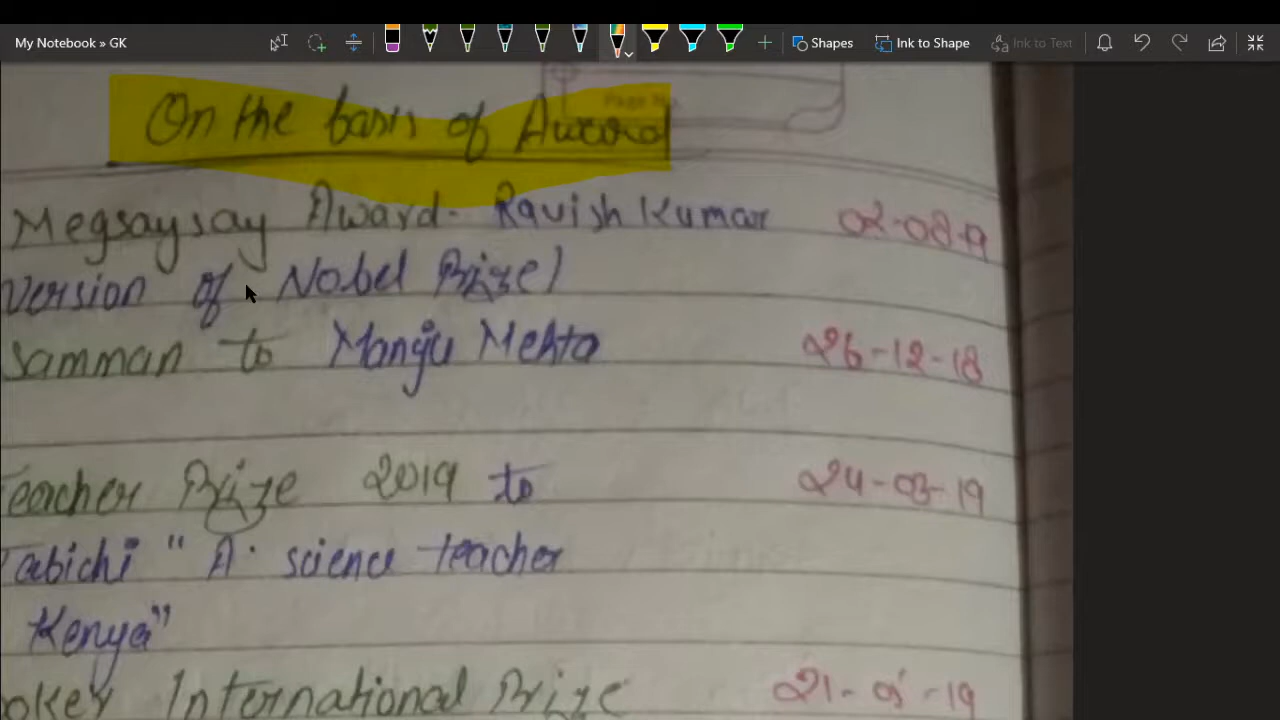 My Notebook » GK
Shapes
Ink to Shape
Ink to Text
On the basis of Award
Megsaysay Award- Ravish Kumar 02-08-19
Version of Nobel Prize)
Samman to Manju Mehta 26-12-18
Teacher Prize 2019 to 24-03-19
Tabichi " A science teacher
Kenya"
ooker International Prize 21-05-19